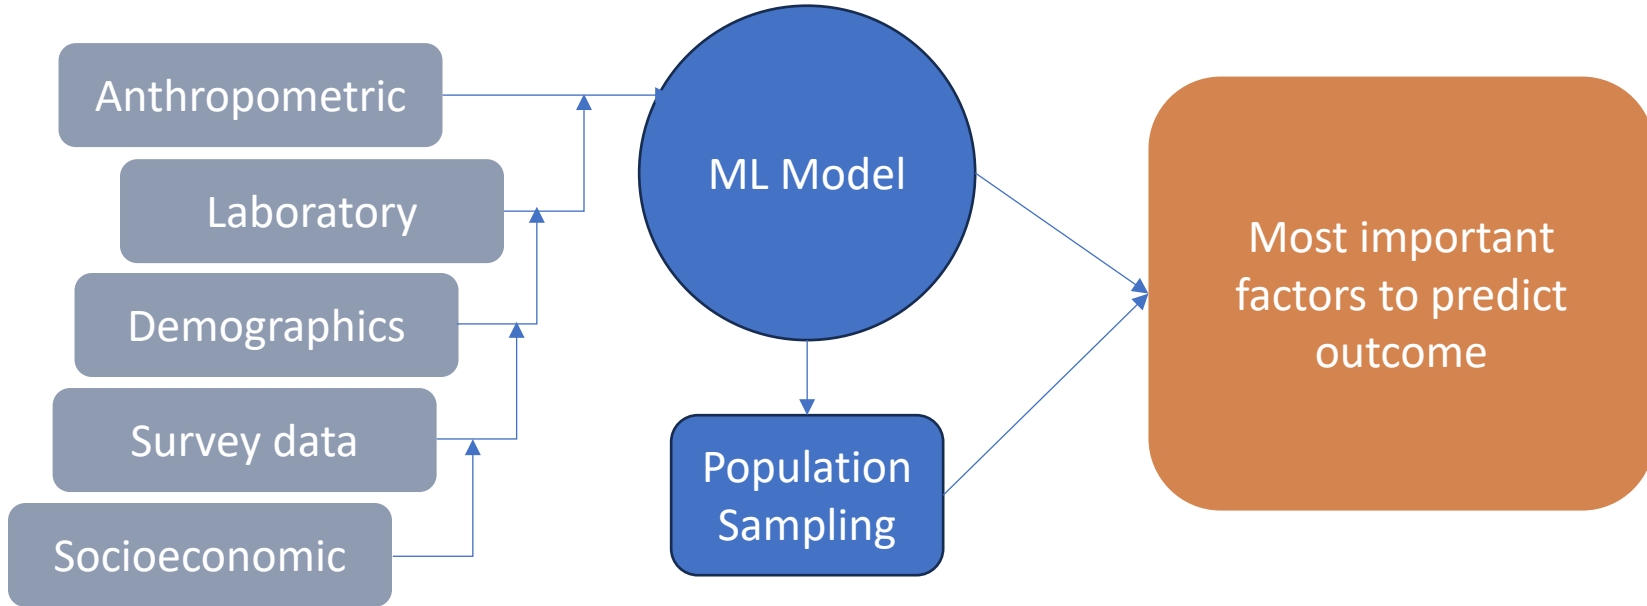 Anthropometric
Laboratory
Demographics
Survey data
Socioeconomic
ML Model
Population
Sampling
Most important
factors to predict
outcome